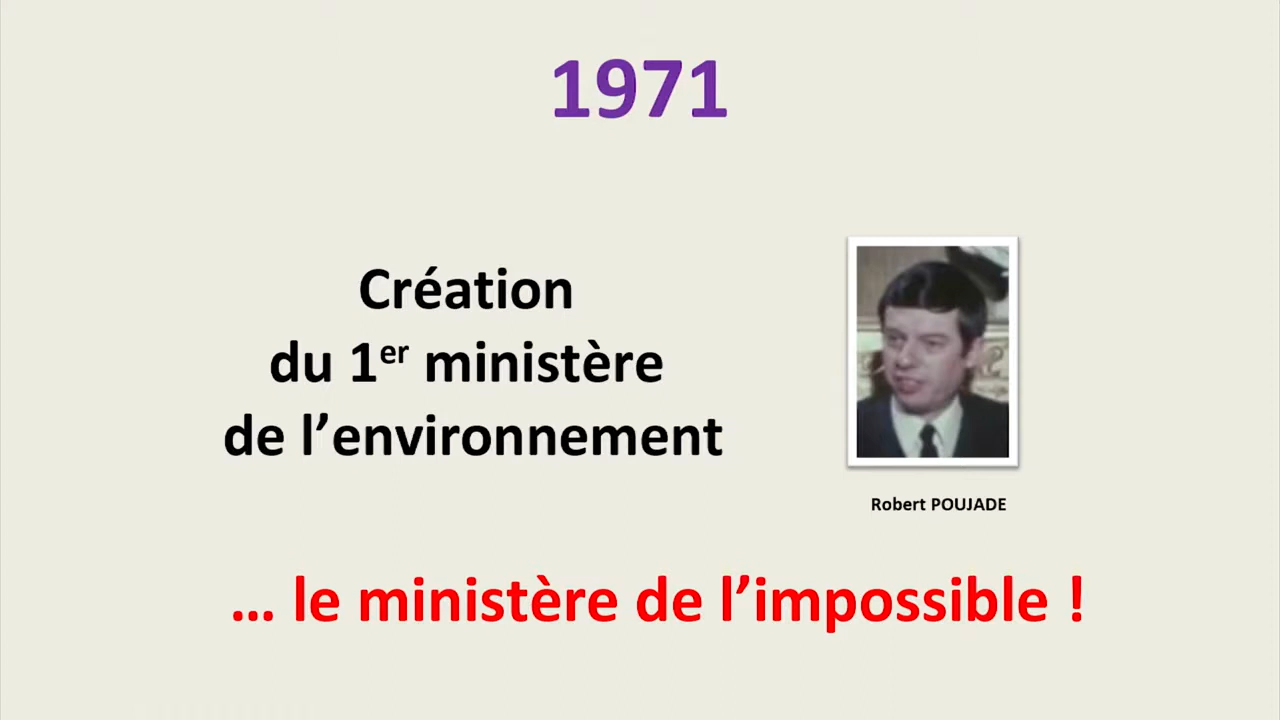 1971
Création
du 1er ministère
de l’environnement
Robert POUJADE
… le ministère de l’impossible !